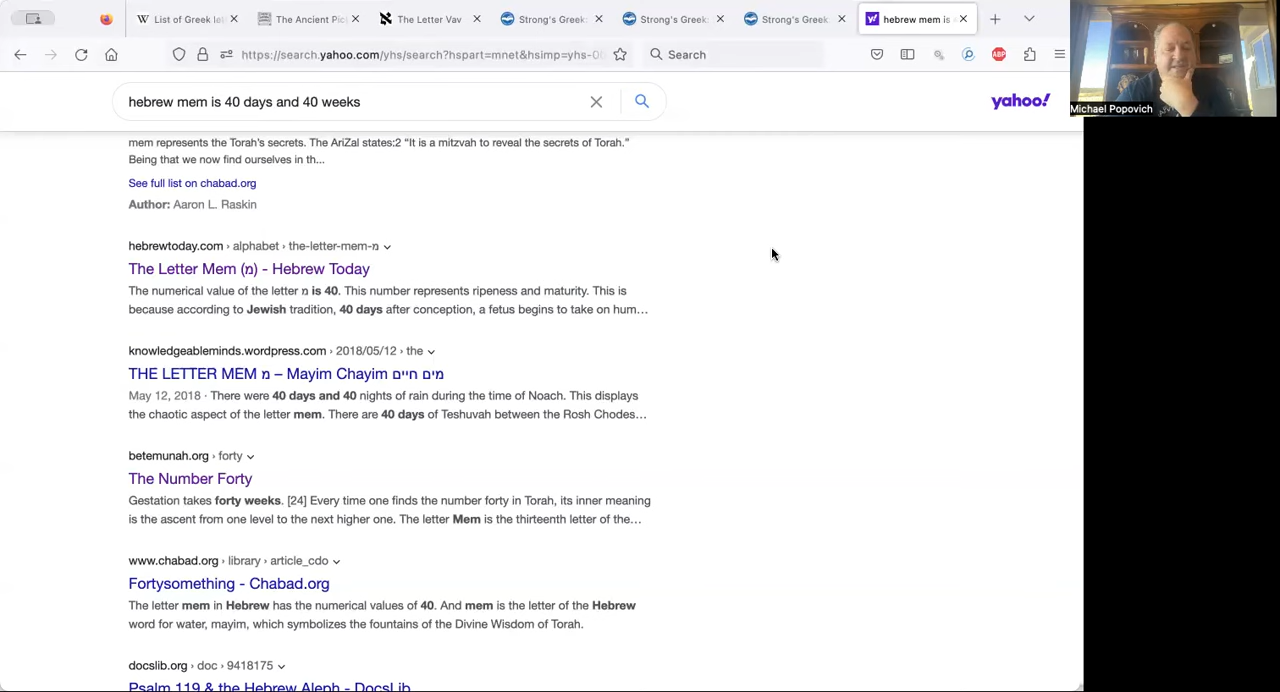 List of Greek let
The Ancient Pic
The Letter Vav
Strong's Greek:
Strong's Greek:
Strong's Greek
hebrew mem is
https://search.yahoo.com/yhs/search?hspart=mnet&hsimp=yhs-0
Search
ABP
Michael Popovich
hebrew mem is 40 days and 40 weeks
yahoo!
mem represents the Torah's secrets. The AriZal states:2 "It is a mitzvah to reveal the secrets of Torah."
Being that we now find ourselves in th...
See full list on chabad.org
Author: Aaron L. Raskin
hebrewtoday.com › alphabet › the-letter-mem-מ
The Letter Mem (מ) - Hebrew Today
The numerical value of the letter מ is 40. This number represents ripeness and maturity. This is
because according to Jewish tradition, 40 days after conception, a fetus begins to take on hum...
knowledgeableminds.wordpress.com › 2018/05/12 › the
THE LETTER MEM מ – Mayim Chayim מים חיים
May 12, 2018 · There were 40 days and 40 nights of rain during the time of Noach. This displays
the chaotic aspect of the letter mem. There are 40 days of Teshuvah between the Rosh Chodes...
betemunah.org › forty
The Number Forty
Gestation takes forty weeks. [24] Every time one finds the number forty in Torah, its inner meaning
is the ascent from one level to the next higher one. The letter Mem is the thirteenth letter of the...
www.chabad.org › library › article_cdo
Fortysomething - Chabad.org
The letter mem in Hebrew has the numerical values of 40. And mem is the letter of the Hebrew
word for water, mayim, which symbolizes the fountains of the Divine Wisdom of Torah.
docslib.org › doc › 9418175
Psalm 119 & the Hebrew Aleph - DocsLib